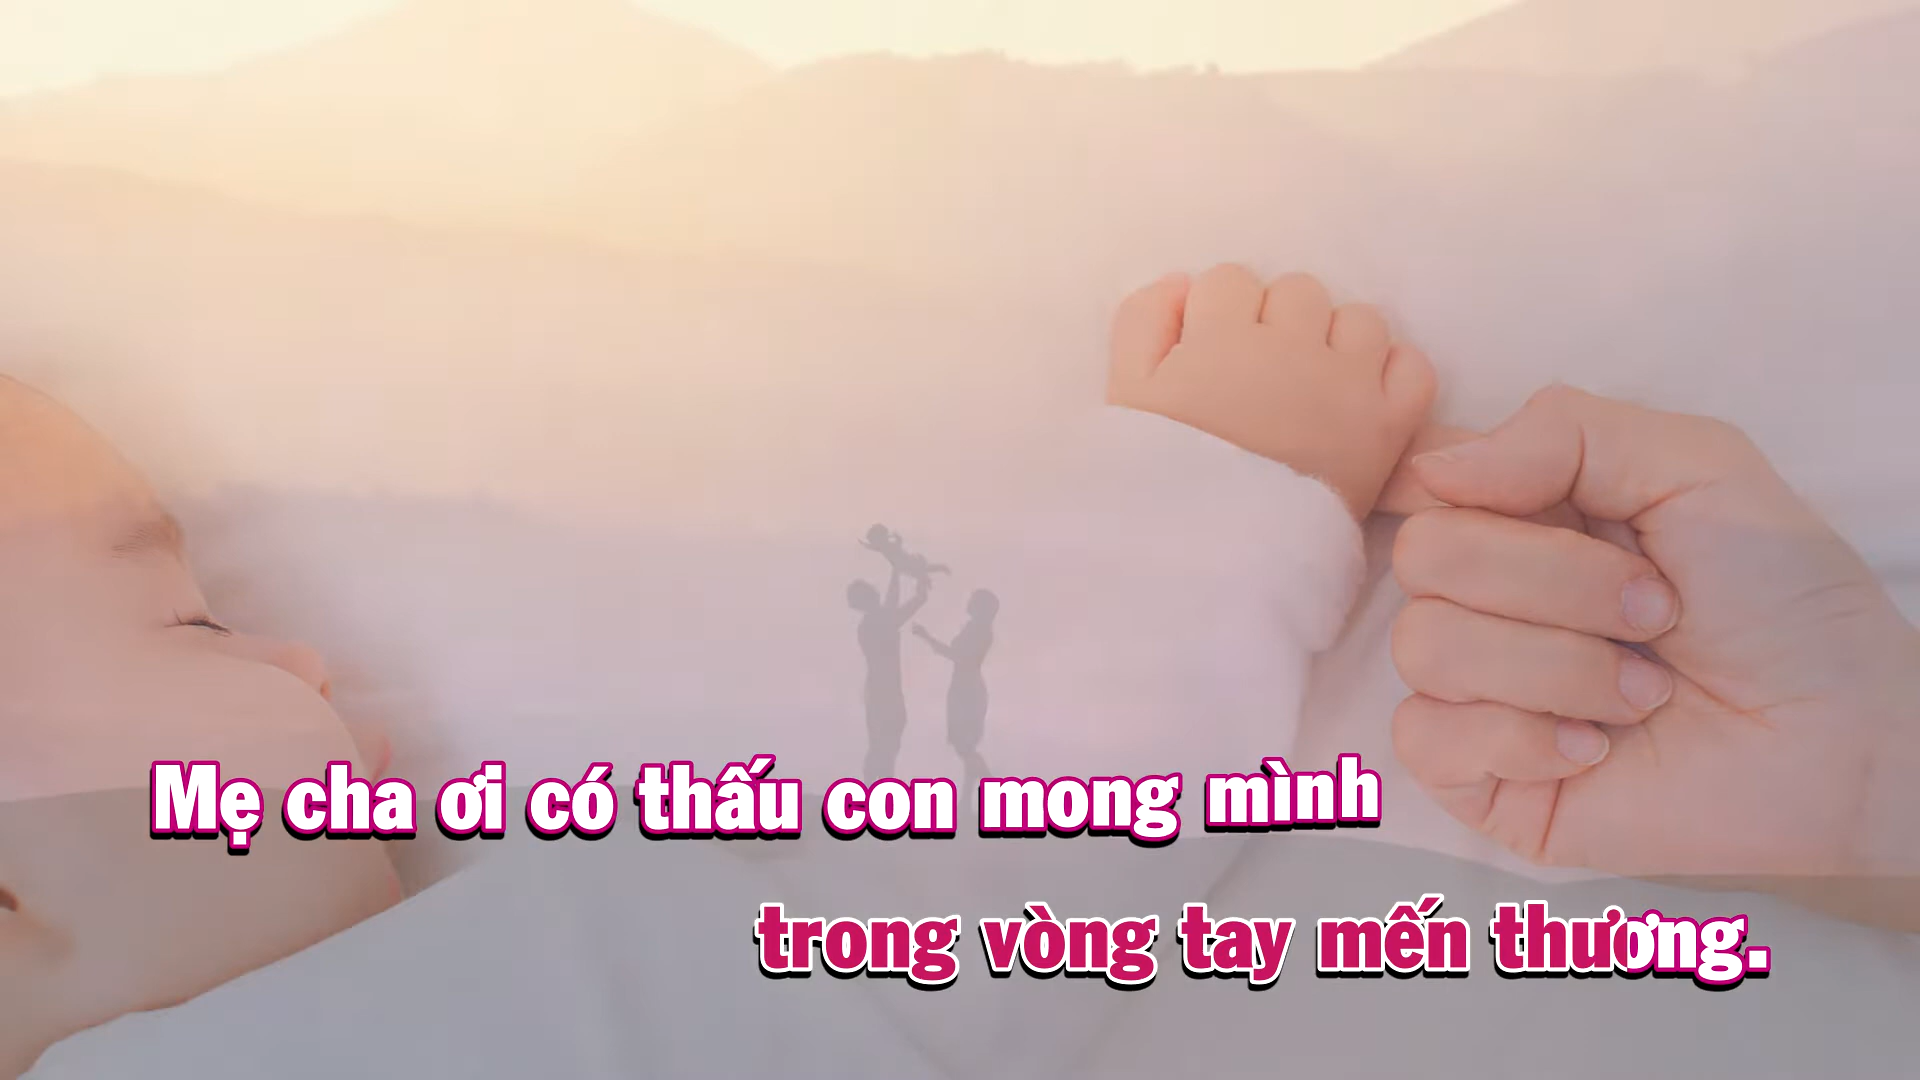 Mẹ cha ơi có thấu con mong mình
trong vòng tay mến thương.